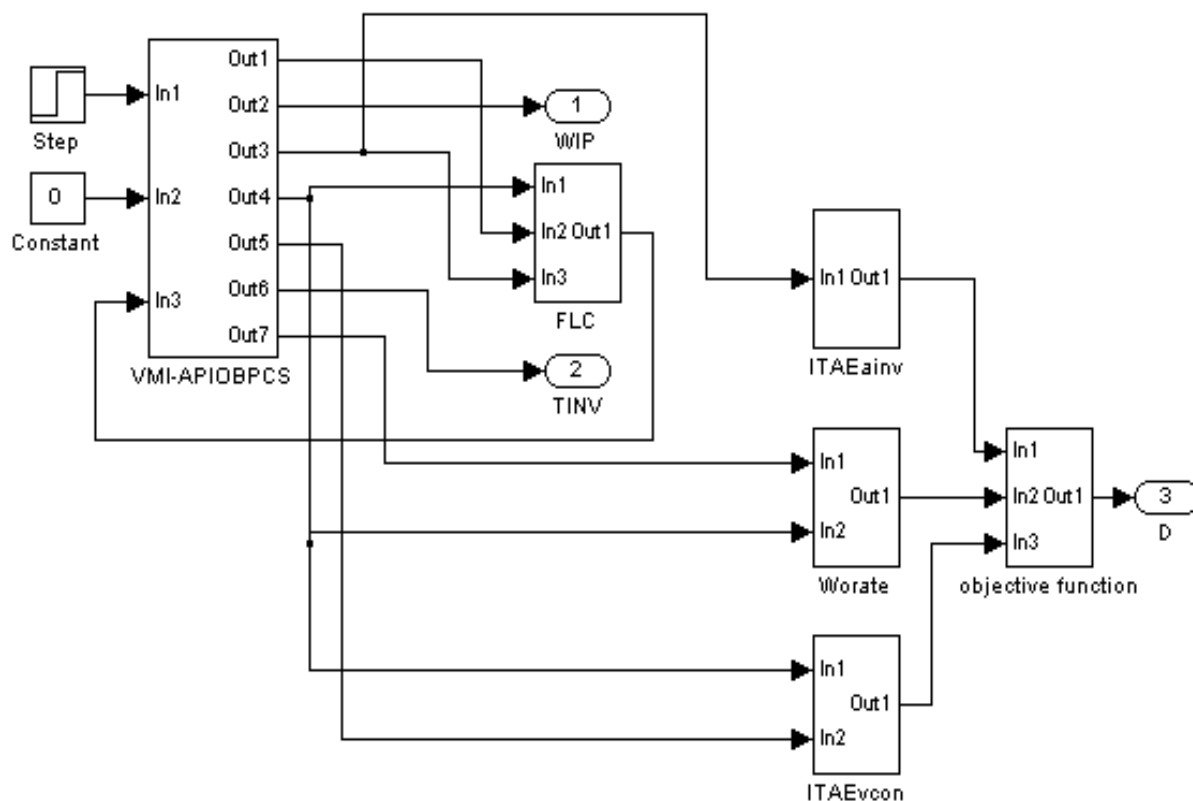 Step
0
Constant
In1
In2
In3
Out1
Out2
Out3
Out4
Out5
Out6
Out7
VMI-APIOBPCS
1
WIP
In1
In2 Out1
In3
FLC
2
TINV
In1 Out1
ITAEainv
In1
Out1
In2
Worate
In1
Out1
In2
ITAEvcon
In1
In2 Out1
In3
objective function
3
D